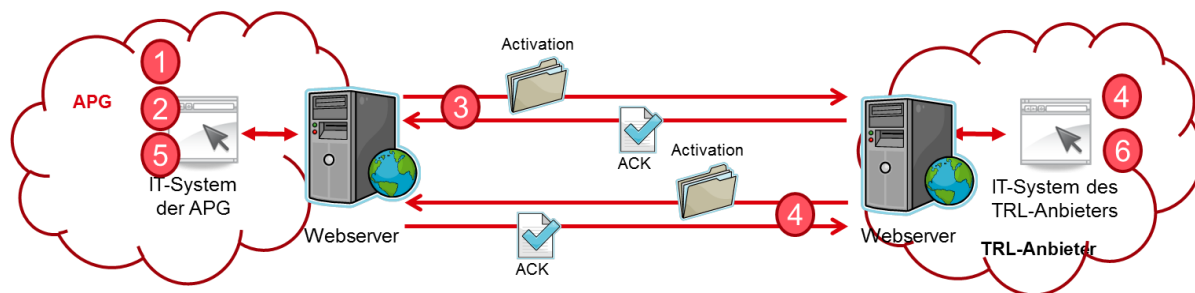 Activation
1
4
APG
2
3
5
ACK
Activation
6
IT-System
der APG
IT-System des
TRL-Anbieters
4
Webserver
Webserver
TRL-Anbieter
ACK